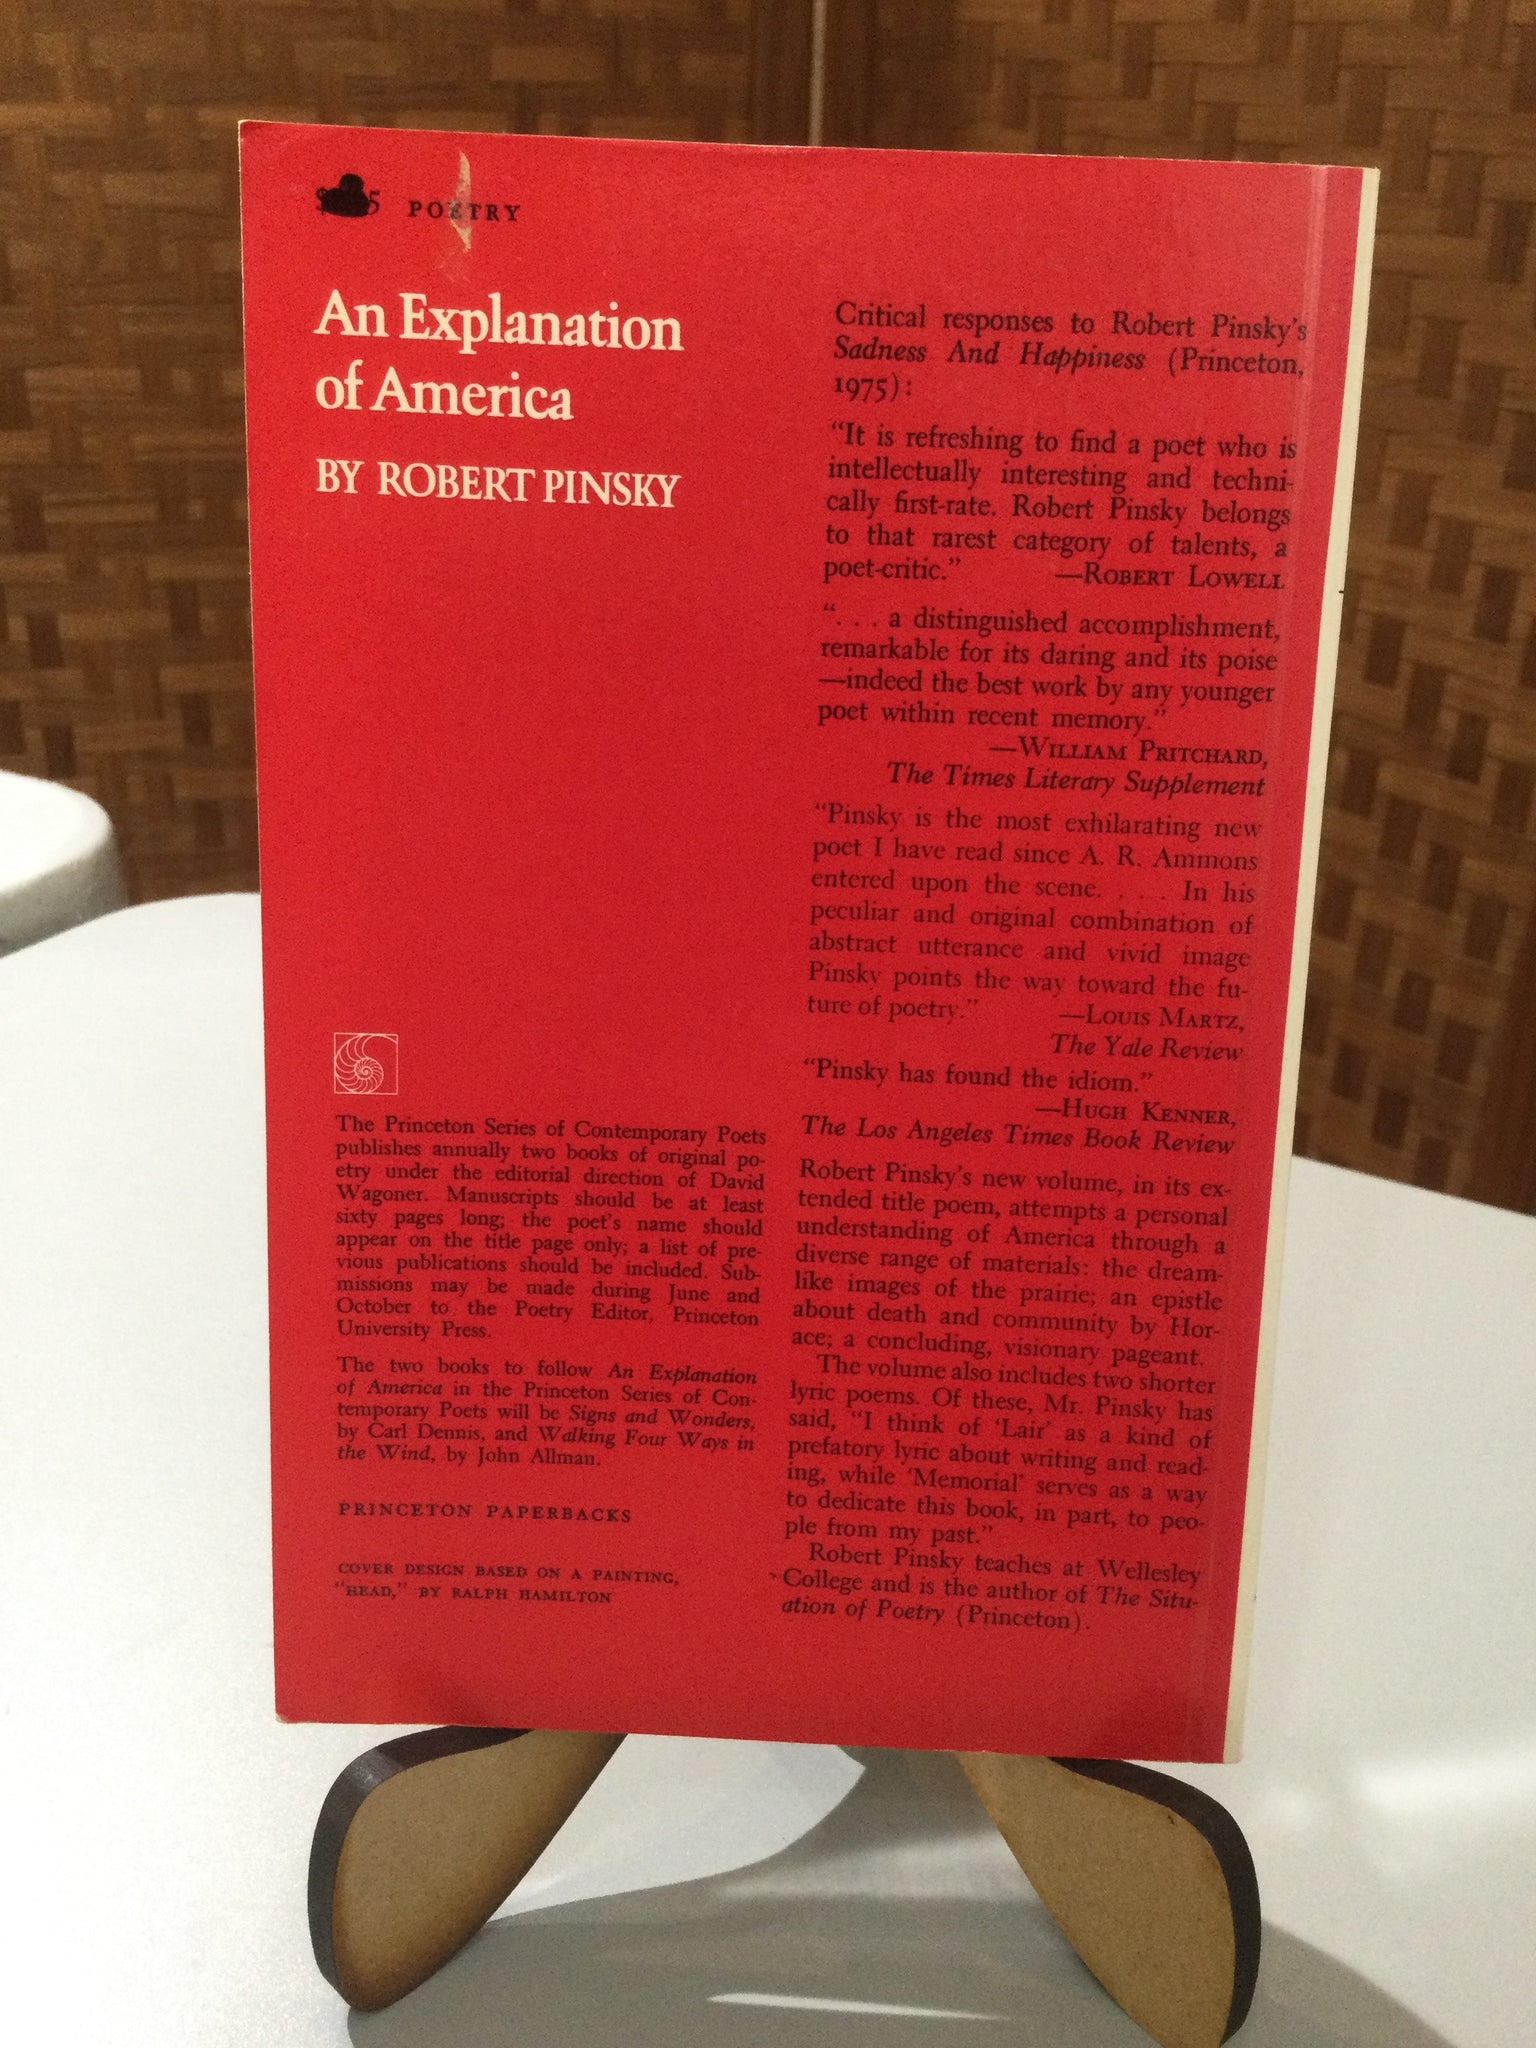 POETRY
An Explanation
of America
BY ROBERT PINSKY
The Princeton Series of Contemporary Poets
publishes annually two books of original po-
etry under the editorial direction of David
Wagoner. Manuscripts should be at least
sixty pages long; the poet's name should
appear on the title page only; a list of pre-
vious publications should be included. Sub-
missions may be made during June and
October to the Poetry Editor, Princeton
University Press.
The two books to follow An Explanation
of America in the Princeton Series of Con-
temporary Poets will be Signs and Wonders,
by Carl Dennis, and Walking Four Ways in
the Wind, by John Allman.
PRINCETON PAPERBACKS
COVER DESIGN BASED ON A PAINTING,
"HEAD," BY RALPH HAMILTON
Critical responses to Robert Pinsky's
Sadness And Happiness (Princeton,
1975):
"It is refreshing to find a poet who is
intellectually interesting and techni-
cally first-rate. Robert Pinsky belongs
to that rarest category of talents, a
poet-critic." —ROBERT LOWELL
". . . a distinguished accomplishment,
remarkable for its daring and its poise
—indeed the best work by any younger
poet within recent memory."
—WILLIAM PRITCHARD,
The Times Literary Supplement
"Pinsky is the most exhilarating new
poet I have read since A. R. Ammons
entered upon the scene. . . . In his
peculiar and original combination of
abstract utterance and vivid image
Pinsky points the way toward the fu-
ture of poetry." —LOUIS MARTZ,
The Yale Review
"Pinsky has found the idiom."
—HUGH KENNER,
The Los Angeles Times Book Review
Robert Pinsky's new volume, in its ex-
tended title poem, attempts a personal
understanding of America through a
diverse range of materials: the dream-
like images of the prairie; an epistle
about death and community by Hor-
ace; a concluding, visionary pageant.
The volume also includes two shorter
lyric poems. Of these, Mr. Pinsky has
said, "I think of 'Lair' as a kind of
prefatory lyric about writing and read-
ing, while 'Memorial' serves as a way
to dedicate this book, in part, to peo-
ple from my past."
Robert Pinsky teaches at Wellesley
College and is the author of The Situ-
ation of Poetry (Princeton).